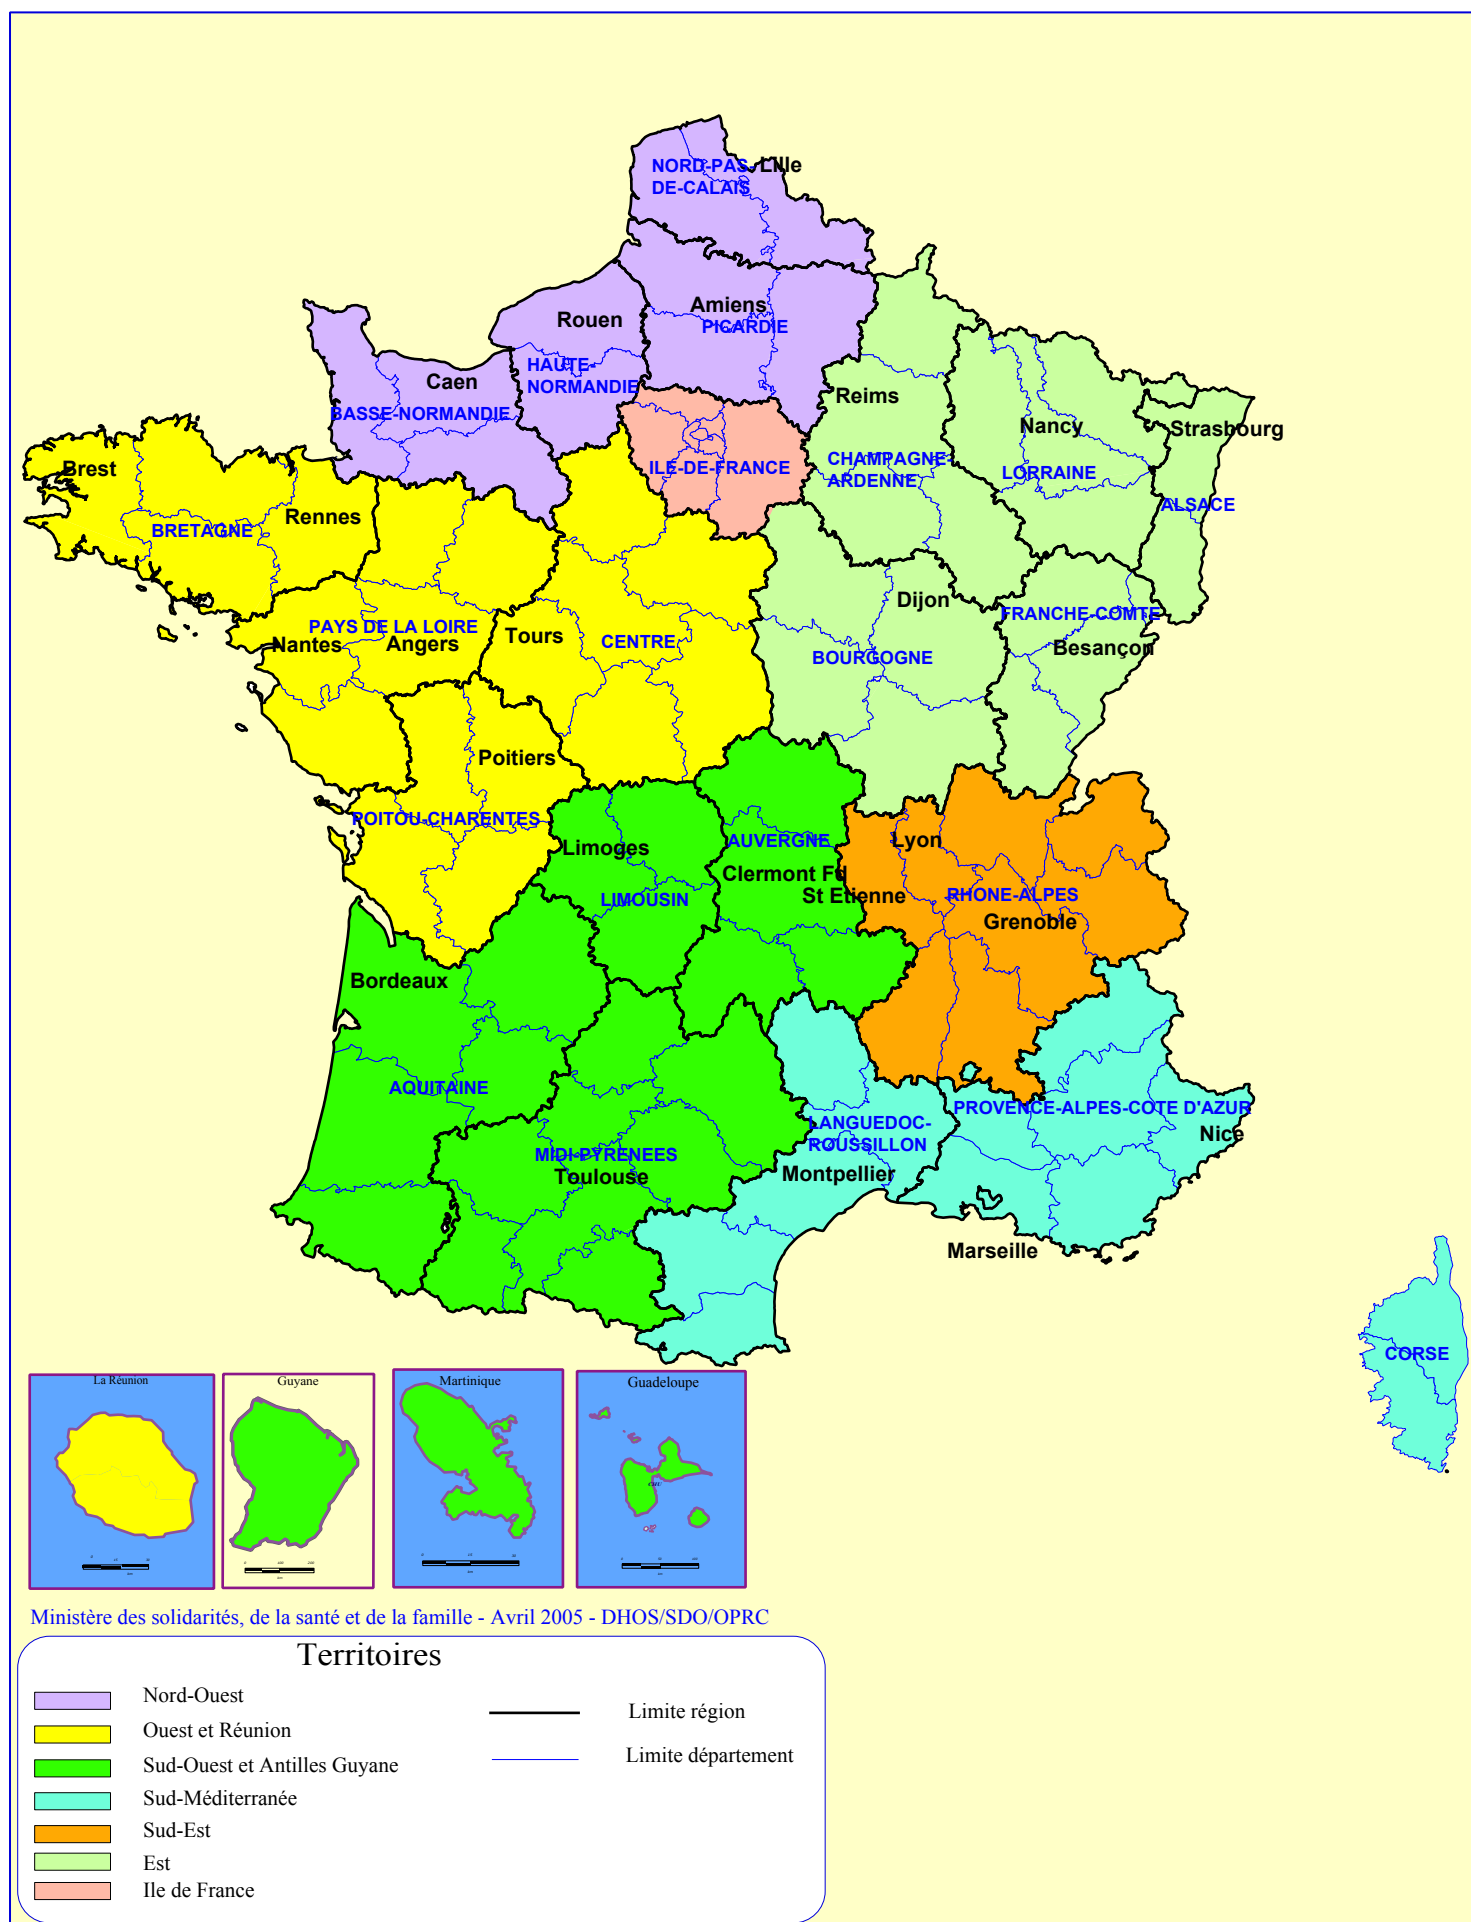 NORD-PAS-
DE-CALAIS
Lille
Amiens
PICARDIE
Rouen
HAUTE-
NORMANDIE
Caen
BASSE-NORMANDIE
Reims
Nancy
Strasbourg
CHAMPAGNE-
ARDENNE
LORRAINE
ALSACE
ILE-DE-FRANCE
Brest
Rennes
BRETAGNE
Dijon
FRANCHE-COMTE
Besançon
PAYS DE LA LOIRE
Nantes
Angers
Tours
CENTRE
BOURGOGNE
Poitiers
POITOU-CHARENTES
Limoges
LIMOUSIN
AUVERGNE
Clermont Fd
St Etienne
Lyon
RHONE-ALPES
Grenoble
Bordeaux
AQUITAINE
MIDI-PYRENEES
Toulouse
LANGUEDOC-
ROUSSILLON
Montpellier
PROVENCE-ALPES-COTE D'AZUR
Nice
Marseille
CORSE
La Réunion
Guyane
Martinique
Guadeloupe
CHU
Ministère des solidarités, de la santé et de la famille - Avril 2005 - DHOS/SDO/OPRC
Territoires
Nord-Ouest
Ouest et Réunion
Sud-Ouest et Antilles Guyane
Sud-Méditerranée
Sud-Est
Est
Ile de France
Limite région
Limite département